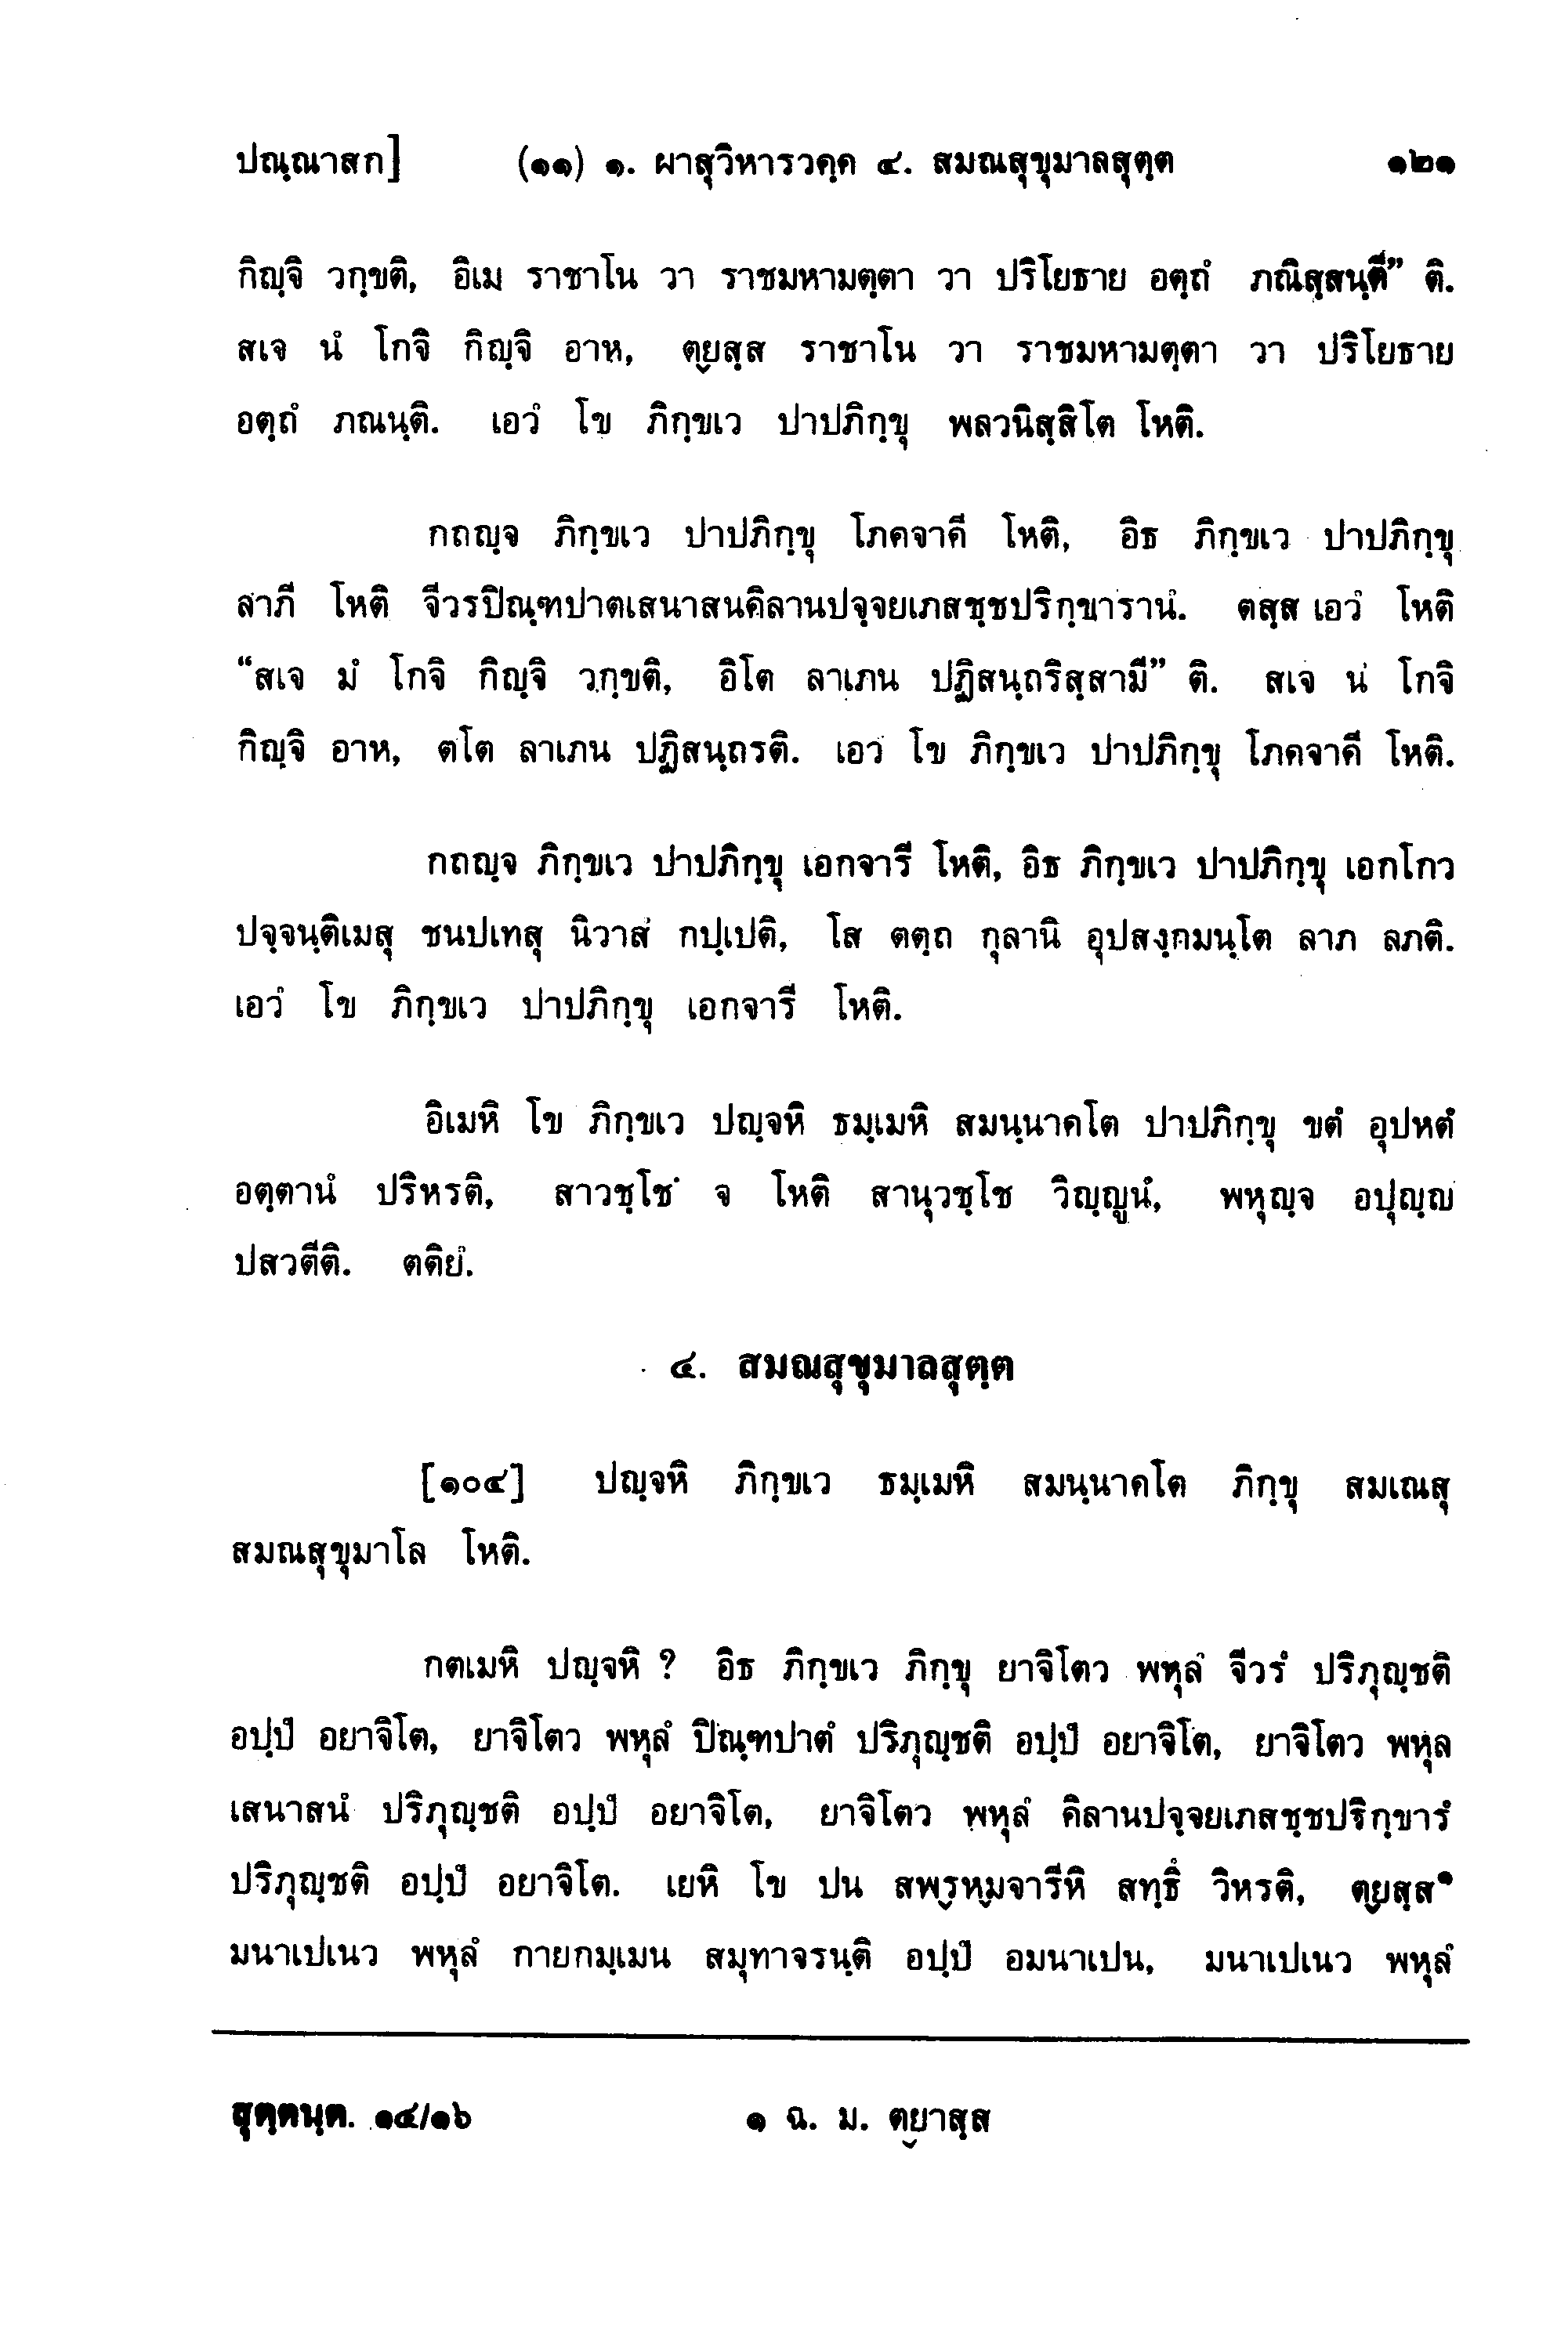 ปณฺณาสก]	(๑๑) ๑. ผาสุวิหารวคฺค ๔. สมณสุขุมาลสุตฺต	๑๒๑
กิญฺจิ วกฺขติ, อิเม ราชาโน วา ราชมหามตฺตา วา ปริโยธาย อตฺถํ ภณิสฺสนฺตี” ติ.
สเจ นํ โกจิ กิญฺจิ อาห, ตฺยสฺส ราชาโน วา ราชมหามตฺตา วา ปริโยธาย
อตฺถํ ภณนฺติ. เอวํ โข ภิกฺขเว ปาปภิกฺขุ พลวนิสฺสิโต โหติ.
กถญฺจ ภิกฺขเว ปาปภิกฺขุ โภคจาคี โหติ, อิธ ภิกฺขเว ปาปภิกฺขุ
ลาภี โหติ จีวรปิณฺฑปาตเสนาสนคิลานปจฺจยเภสชฺชปริกฺขารานํ. ตสฺส เอวํ โหติ
“สเจ มํ โกจิ กิญฺจิ วกฺขติ, อิโต ลาเภน ปฏิสนฺถริสฺสามี” ติ. สเจ นํ โกจิ
กิญฺจิ อาห, ตโต ลาเภน ปฏิสนฺถรติ. เอวํ โข ภิกฺขเว ปาปภิกฺขุ โภคจาคี โหติ.
กถญฺจ ภิกฺขเว ปาปภิกฺขุ เอกจารี โหติ, อิธ ภิกฺขเว ปาปภิกฺขุ เอกโกว
ปจฺจนฺติเมสุ ชนปเทสุ นิวาสํ กปฺเปติ, โส ตตฺถ กุลานิ อุปสงฺกมนฺโต ลาภ ลภติ.
เอวํ โข ภิกฺขเว ปาปภิกฺขุ เอกจารี โหติ.
อิเมหิ โข ภิกฺขเว ปญฺจหิ ธมฺเมหิ สมนฺนาคโต ปาปภิกฺขุ ขตํ อุปหตํ
อตฺตานํ ปริหรติ, สาวชฺโช จ โหติ สานุวชฺโช วิญฺญูนํ, พหุญฺจ อปุญฺญ
ปสวตีติ. ตติยํ.
๔. สมณสุขุมาลสุตฺต
[๑๐๔] ปญฺจหิ ภิกฺขเว ธมฺเมหิ สมนฺนาคโต ภิกฺขุ สมเณสุ
สมณสุขุมาโล โหติ.
กตเมหิ ปญฺจหิ ? อิธ ภิกฺขเว ภิกฺขุ ยาจิโตว พหุลํ จีวรํ ปริภุญฺชติ
อปฺปํ อยาจิโต, ยาจิโตว พหุลํ ปิณฺฑปาตํ ปริภุญฺชติ อปฺปํ อยาจิโต, ยาจิโตว พหุล
เสนาสนํ ปริภุญฺชติ อปฺปํ อยาจิโต, ยาจิโตว พหุลํ คิลานปจฺจยเภสชฺชปริกฺขารํ
ปริภุญฺชติ อปฺปํ อยาจิโต. เยหิ โข ปน สพฺรหฺมจารีหิ สทฺธึ วิหรติ, ตฺยสฺส๑
มนาเปเนว พหุลํ กายกมฺเมน สมุทาจรนฺติ อปฺปํ อมนาเปน, มนาเปเนว พหุลํ
สุตฺตนฺต. ๑๔/๑๖	๑ ฉ. ม. ตฺยาสฺส